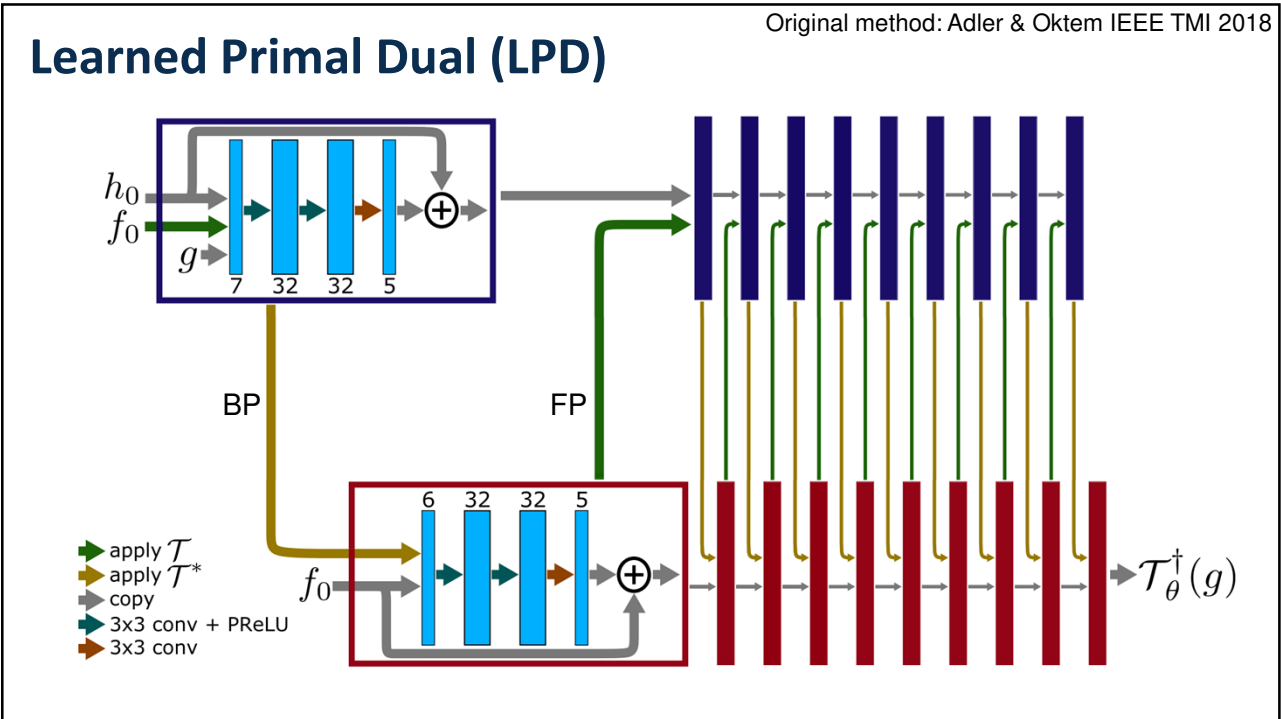 Original method: Adler & Oktem IEEE TMI 2018
Learned Primal Dual (LPD)
h₀
f₀
g
7 32 32 5
BP
FP
6 32 32 5
f₀
apply 𝒯
apply 𝒯*
copy
3x3 conv + PReLU
3x3 conv
𝒯_θ^†(g)